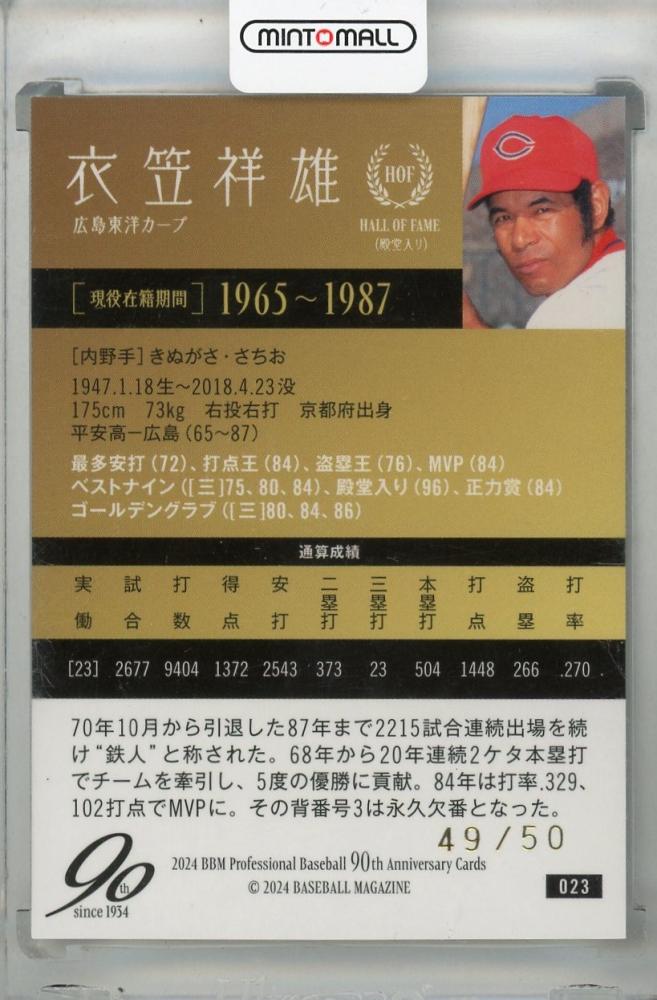 MINTOMALL
衣笠祥雄
広島東洋カープ
HOF
HALL OF FAME
(殿堂入り)
[現役在籍期間] 1965～1987
[内野手]きぬがさ・さちお
1947.1.18生～2018.4.23没
175cm 73kg 右投右打 京都府出身
平安高－広島(65～87)
最多安打(72)、打点王(84)、盗塁王(76)、MVP(84)
ベストナイン([三]75、80、84)、殿堂入り(96)、正力賞(84)
ゴールデングラブ([三]80、84、86)
通算成績
実働 試合 打数 得点 安打 二塁打 三塁打 本塁打 打点 盗塁 打率
[23] 2677 9404 1372 2543 373 23 504 1448 266 .270
70年10月から引退した87年まで2215試合連続出場を続
け“鉄人”と称された。68年から20年連続2ケタ本塁打
でチームを牽引し、5度の優勝に貢献。84年は打率.329、
102打点でMVPに。その背番号3は永久欠番となった。
49/50
90th
since 1934
2024 BBM Professional Baseball 90th Anniversary Cards
© 2024 BASEBALL MAGAZINE
023